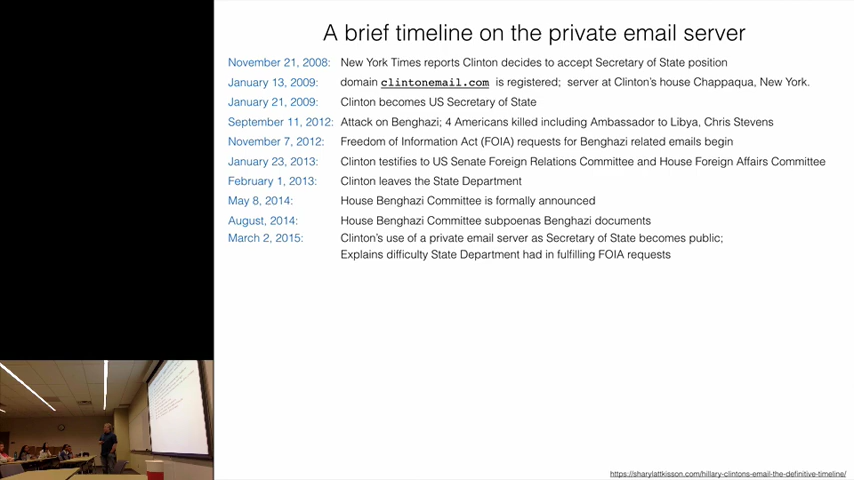 A brief timeline on the private email server
November 21, 2008: New York Times reports Clinton decides to accept Secretary of State position
January 13, 2009: domain clintonemail.com is registered; server at Clinton's house Chappaqua, New York.
January 21, 2009: Clinton becomes US Secretary of State
September 11, 2012: Attack on Benghazi; 4 Americans killed including Ambassador to Libya, Chris Stevens
November 7, 2012: Freedom of Information Act (FOIA) requests for Benghazi related emails begin
January 23, 2013: Clinton testifies to US Senate Foreign Relations Committee and House Foreign Affairs Committee
February 1, 2013: Clinton leaves the State Department
May 8, 2014: House Benghazi Committee is formally announced
August, 2014: House Benghazi Committee subpoenas Benghazi documents
March 2, 2015: Clinton's use of a private email server as Secretary of State becomes public;
Explains difficulty State Department had in fulfilling FOIA requests
https://sharylattkisson.com/hillary-clintons-email-the-definitive-timeline/